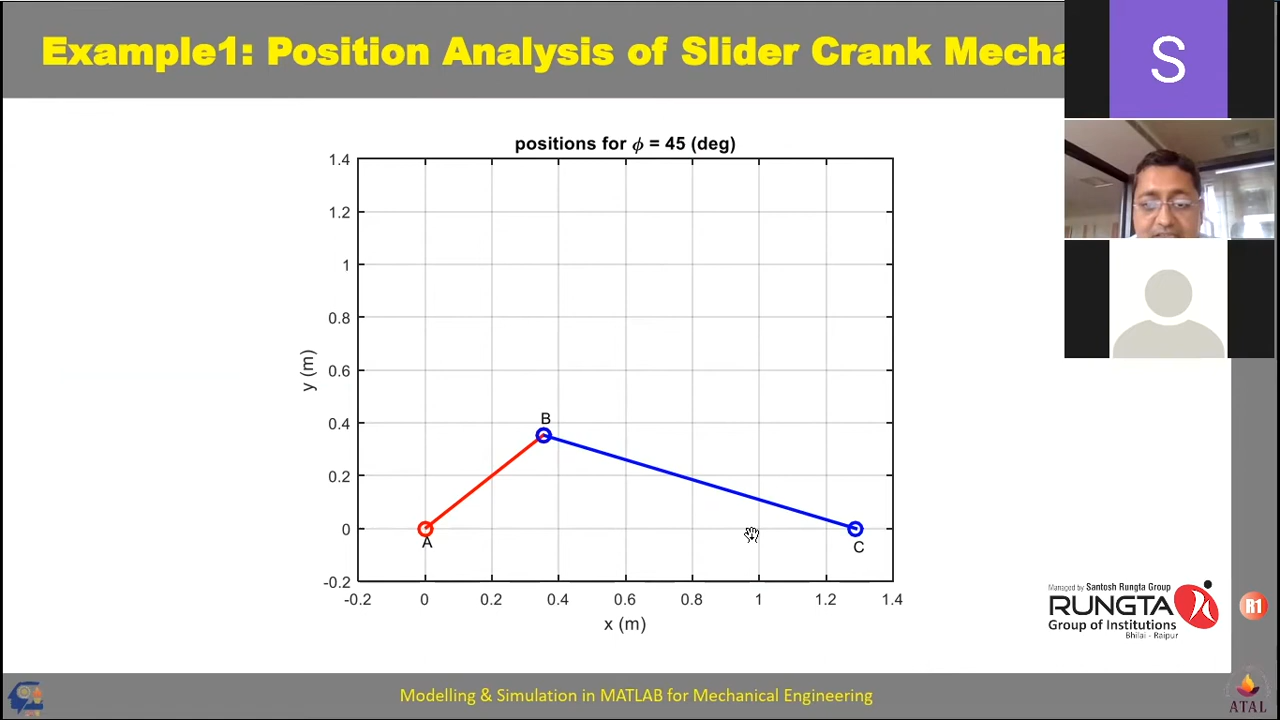 Example1: Position Analysis of Slider Crank Mecha
S
positions for ϕ = 45 (deg)
1.4
1.2
1
0.8
0.6
0.4
0.2
0
-0.2
y (m)
B
A
C
-0.2 0 0.2 0.4 0.6 0.8 1 1.2 1.4
x (m)
Managed by Santosh Rungta Group
RUNGTA
Group of Institutions
Bhilai - Raipur
R1
Modelling & Simulation in MATLAB for Mechanical Engineering
ATAL